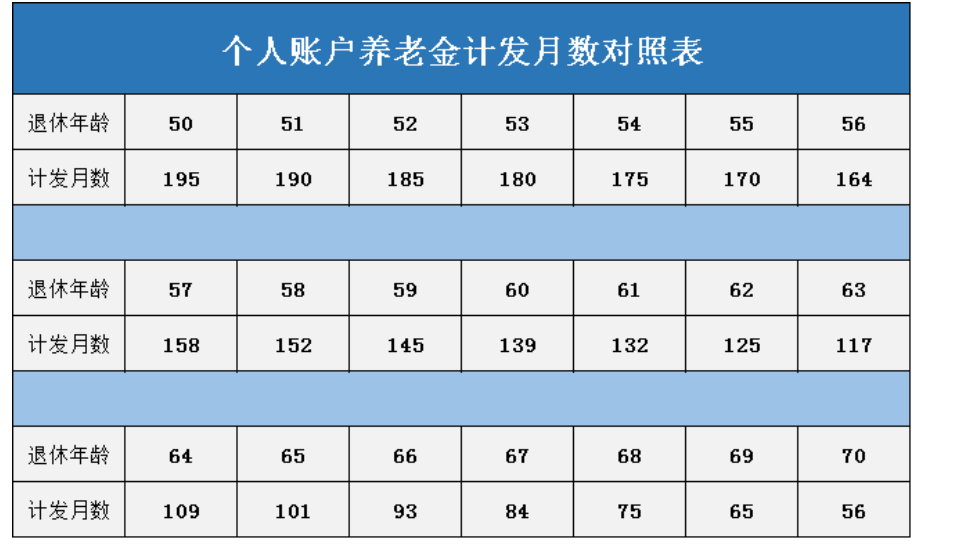 个人账户养老金计发月数对照表
退休年龄 50 51 52 53 54 55 56
计发月数 195 190 185 180 175 170 164
退休年龄 57 58 59 60 61 62 63
计发月数 158 152 145 139 132 125 117
退休年龄 64 65 66 67 68 69 70
计发月数 109 101 93 84 75 65 56